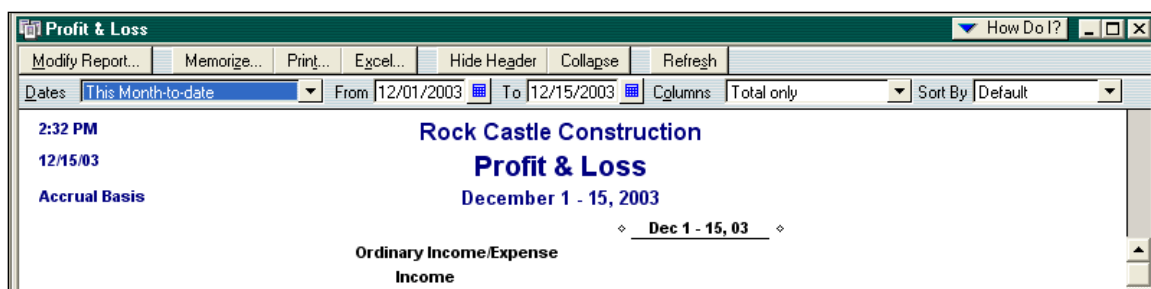 Profit & Loss How Do I?
Modify Report... Memorize... Print... Excel... Hide Header Collapse Refresh
Dates This Month-to-date From 12/01/2003 To 12/15/2003 Columns Total only Sort By Default
2:32 PM Rock Castle Construction
12/15/03 Profit & Loss
Accrual Basis December 1 - 15, 2003
Dec 1 - 15, 03
Ordinary Income/Expense
Income